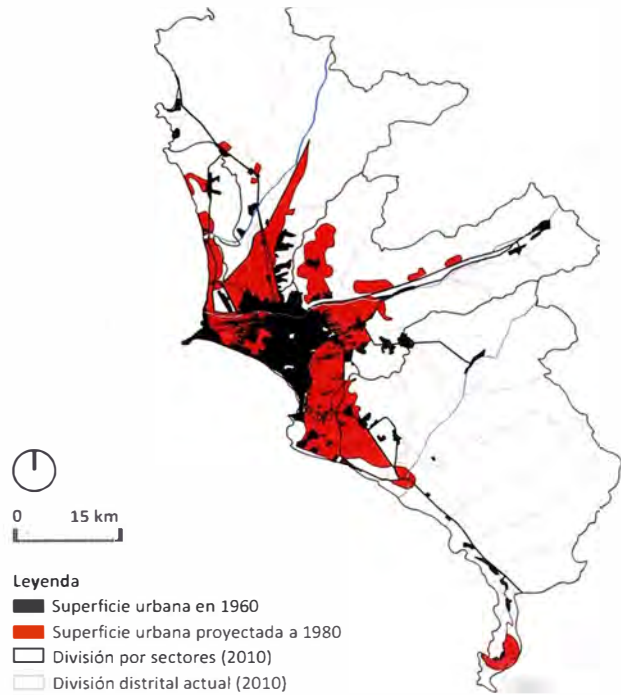 0 15 km
Leyenda
Superficie urbana en 1960
Superficie urbana proyectada a 1980
División por sectores (2010)
División distrital actual (2010)